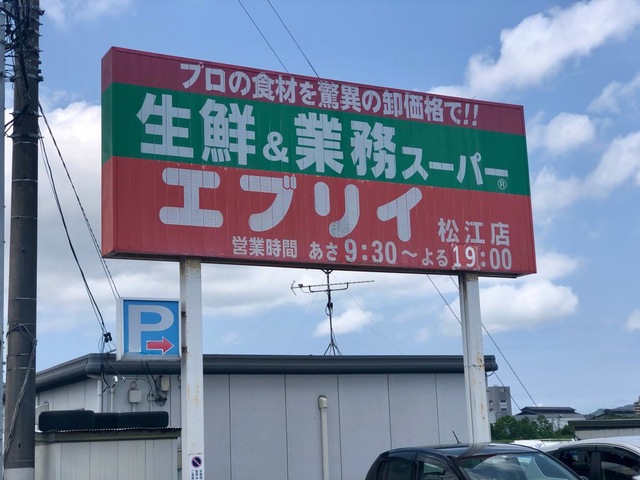 プロの食材を驚異の卸価格で!!
生鮮&業務スーパー®
エブリイ 松江店
営業時間 あさ9:30〜よる19:00
P